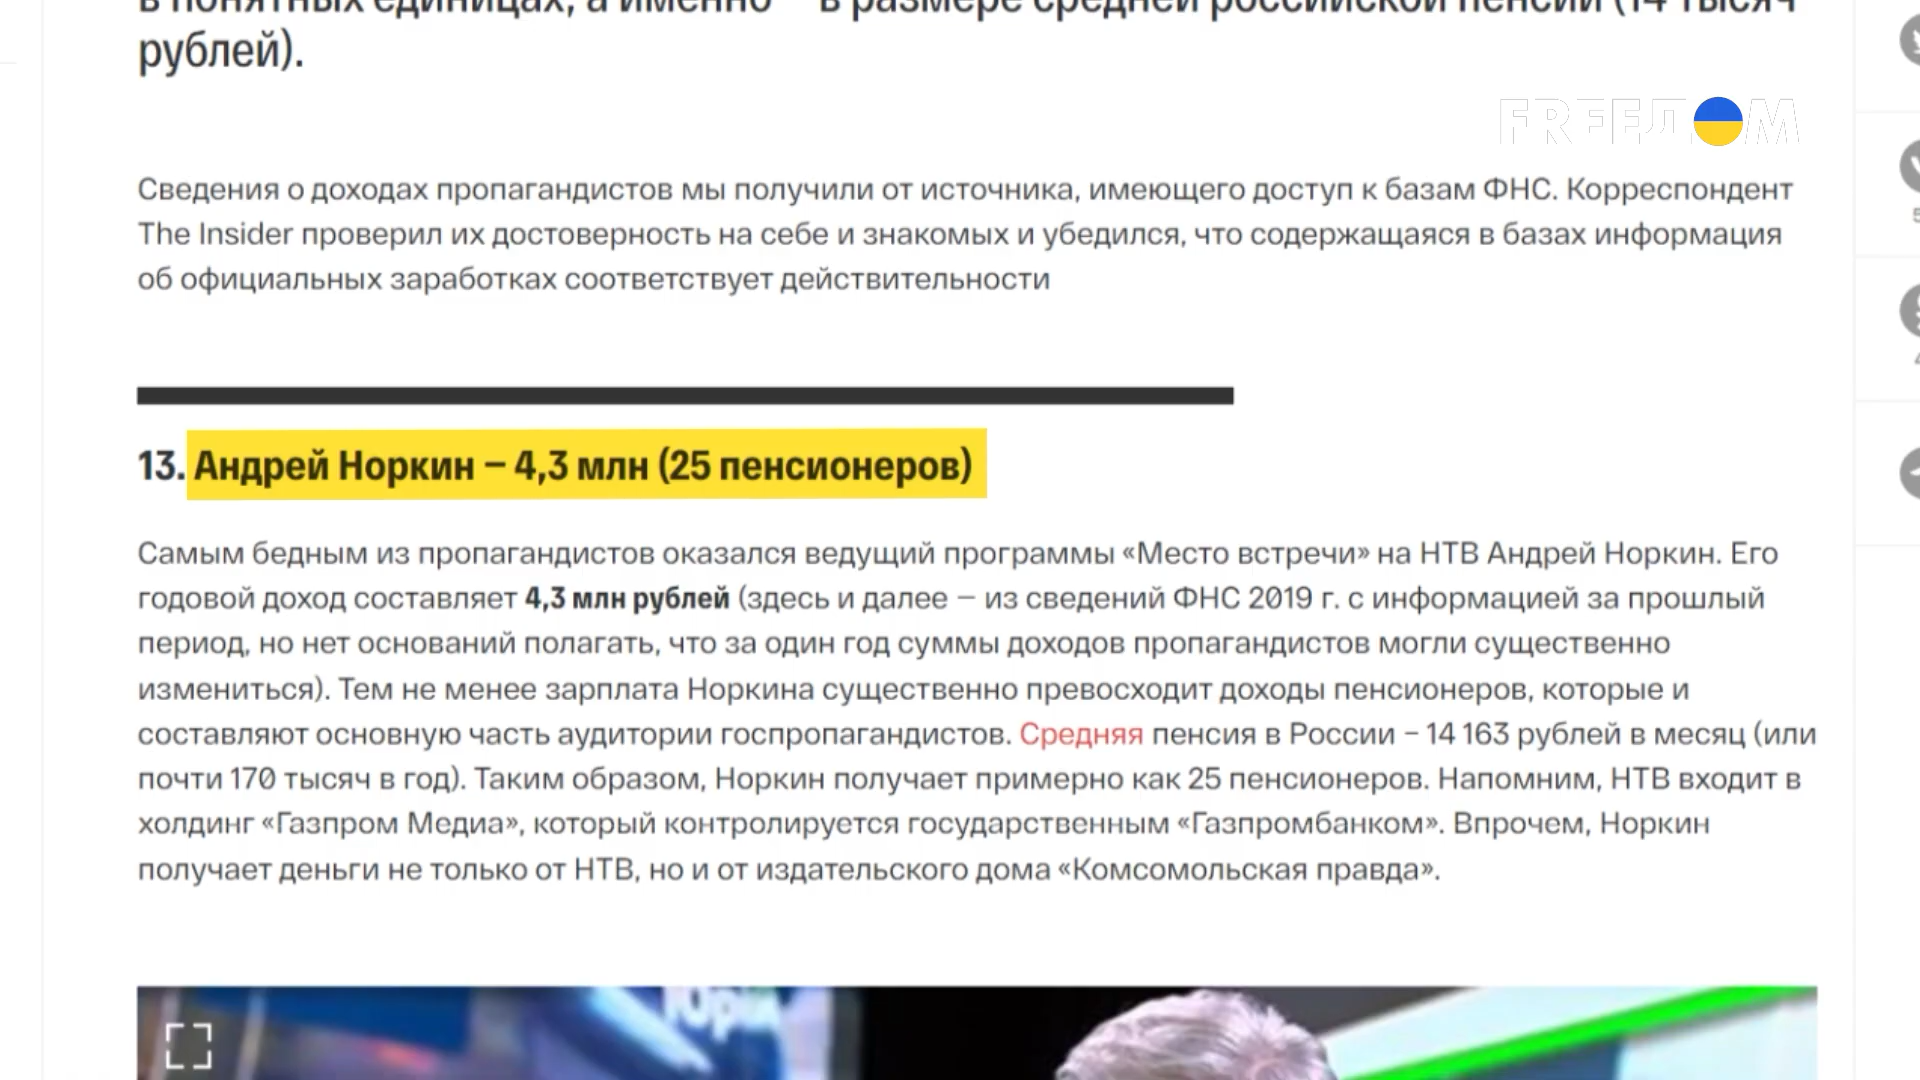 в понятных единицах, а именно – в размере средней российской пенсии (14 тысяч
рублей).
FREEДОМ
Сведения о доходах пропагандистов мы получили от источника, имеющего доступ к базам ФНС. Корреспондент
The Insider проверил их достоверность на себе и знакомых и убедился, что содержащаяся в базах информация
об официальных заработках соответствует действительности
13. Андрей Норкин – 4,3 млн (25 пенсионеров)
Самым бедным из пропагандистов оказался ведущий программы «Место встречи» на НТВ Андрей Норкин. Его
годовой доход составляет 4,3 млн рублей (здесь и далее – из сведений ФНС 2019 г. с информацией за прошлый
период, но нет оснований полагать, что за один год суммы доходов пропагандистов могли существенно
измениться). Тем не менее зарплата Норкина существенно превосходит доходы пенсионеров, которые и
составляют основную часть аудитории госпропагандистов. Средняя пенсия в России – 14 163 рублей в месяц (или
почти 170 тысяч в год). Таким образом, Норкин получает примерно как 25 пенсионеров. Напомним, НТВ входит в
холдинг «Газпром Медиа», который контролируется государственным «Газпромбанком». Впрочем, Норкин
получает деньги не только от НТВ, но и от издательского дома «Комсомольская правда».